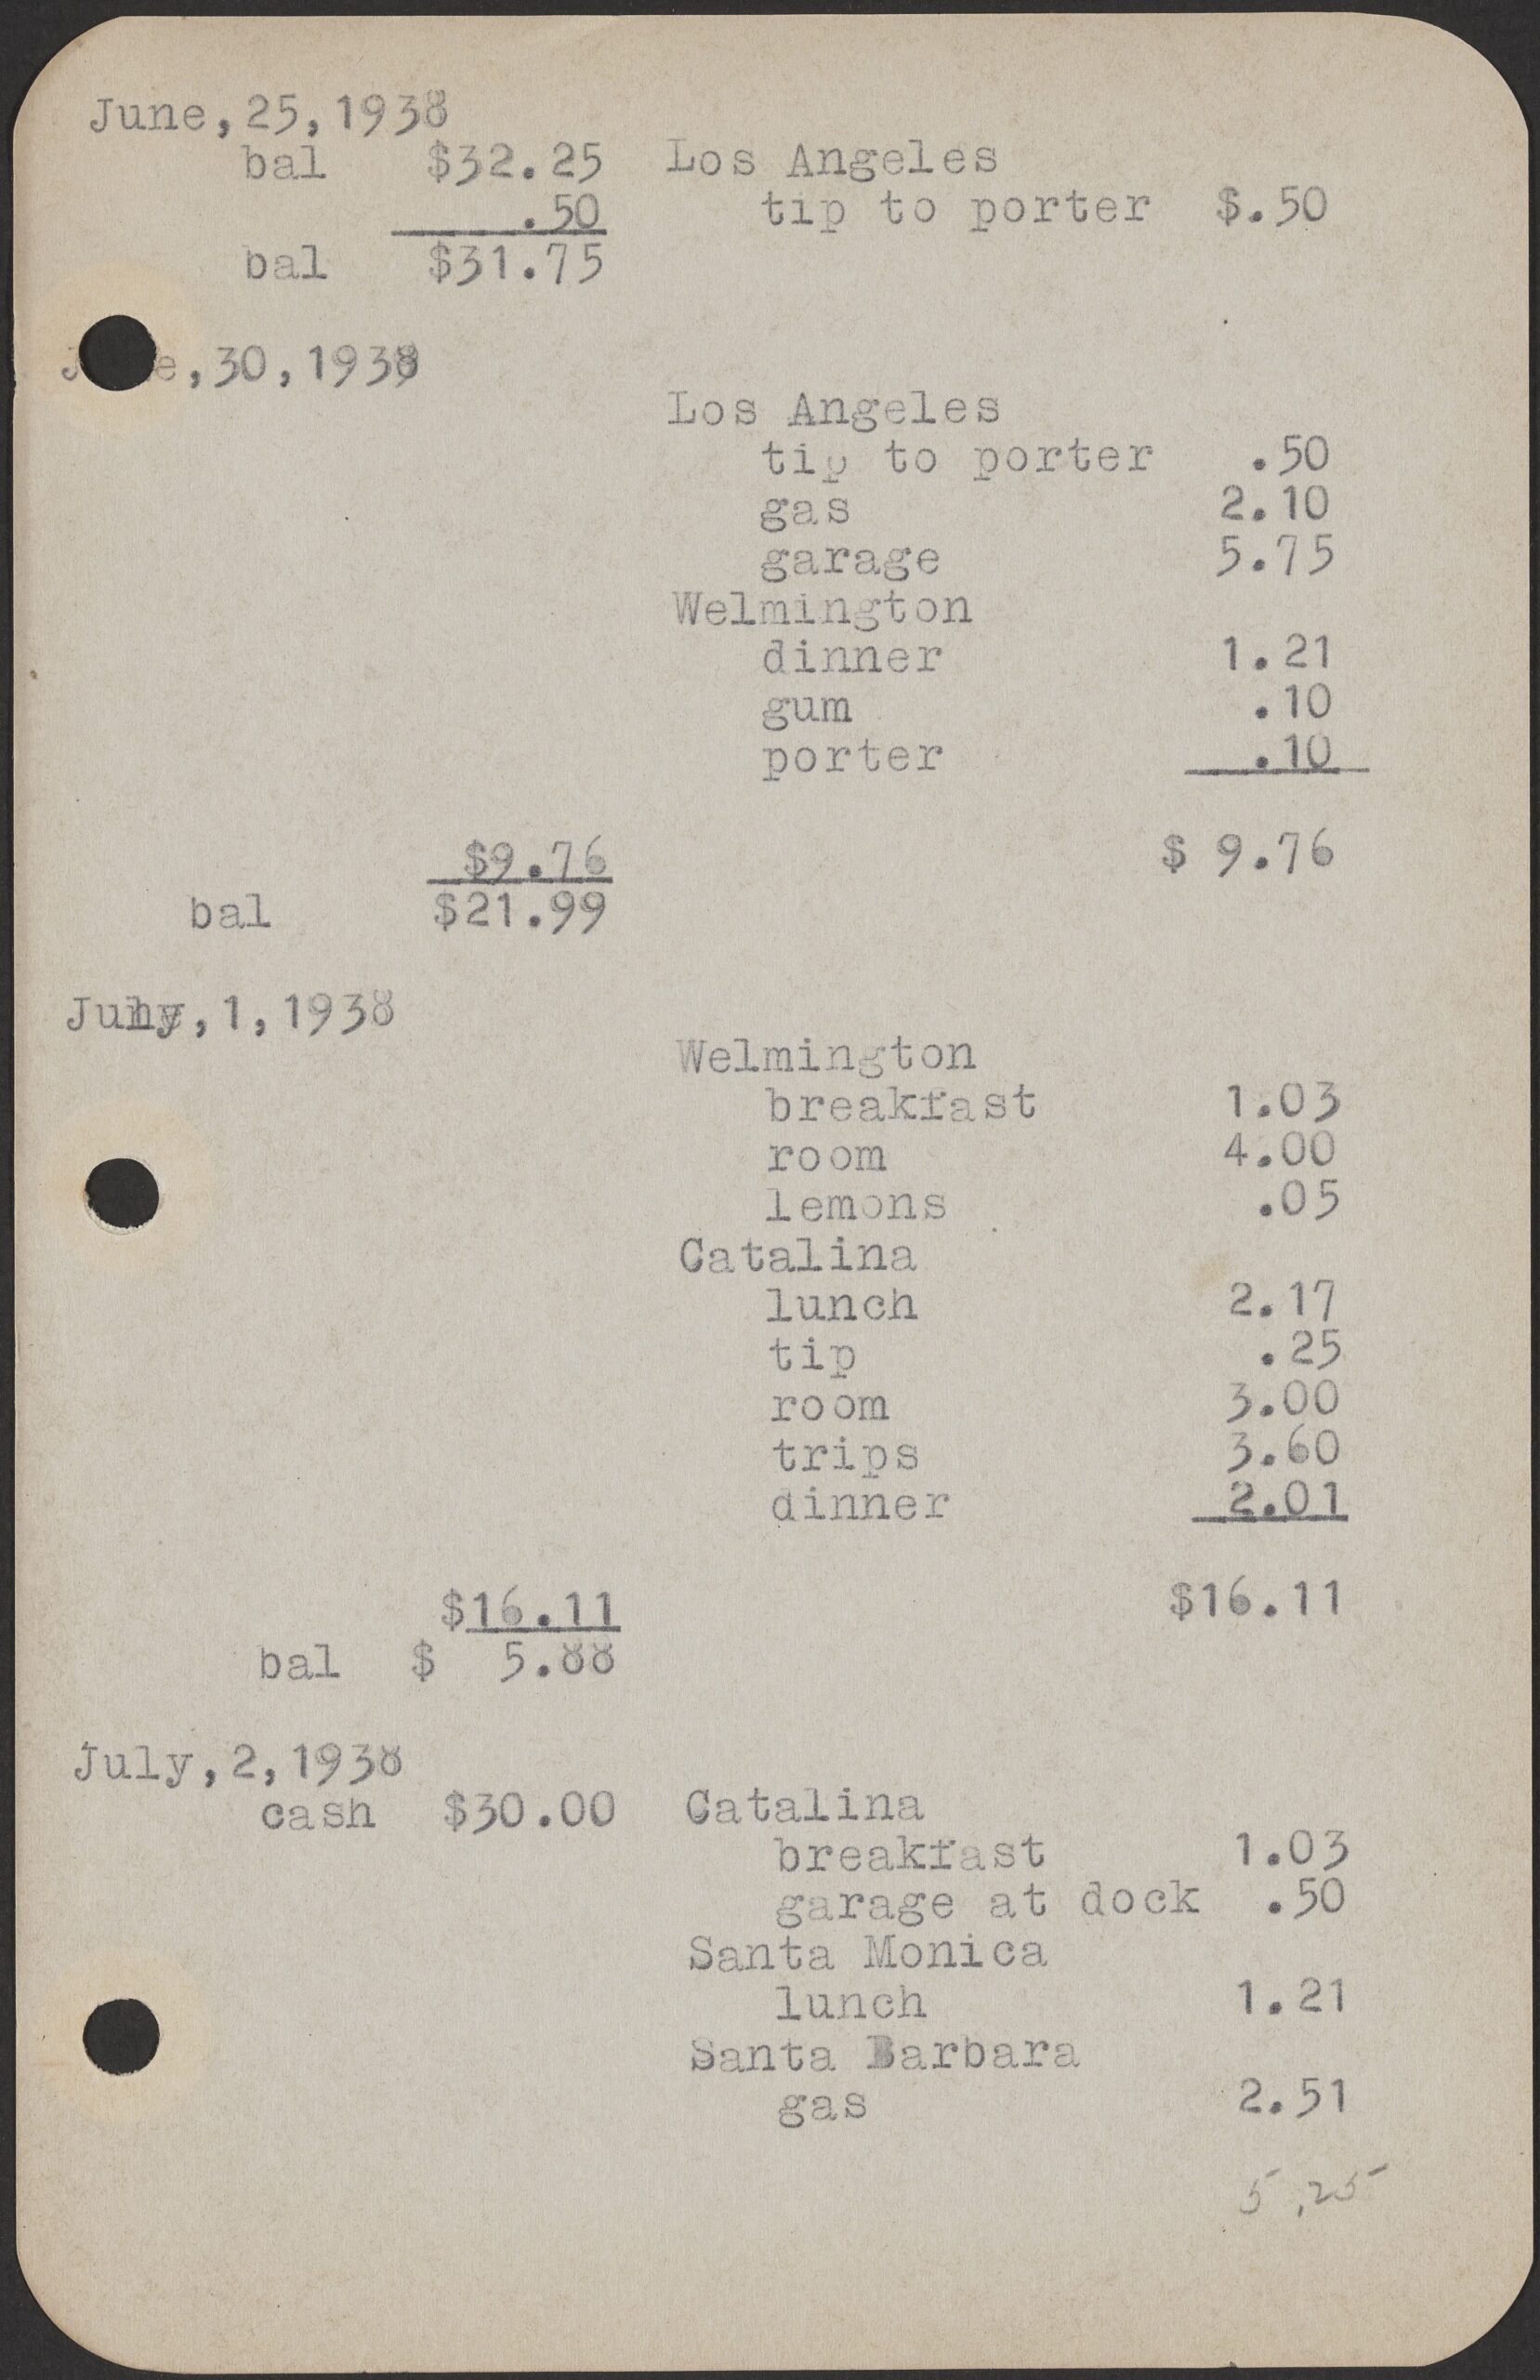 June,25,1938
bal $32.25 Los Angeles
.50 tip to porter $.50
bal $31.75
June,30,1938
Los Angeles
tip to porter .50
gas 2.10
garage 5.75
Welmington
dinner 1.21
gum .10
porter .10
$9.76 $ 9.76
bal $21.99
July,1,1938
Welmington
breakfast 1.03
room 4.00
lemons .05
Catalina
lunch 2.17
tip .25
room 3.00
trips 3.60
dinner 2.01
$16.11 $16.11
bal $ 5.88
July,2,1938
cash $30.00 Catalina
breakfast 1.03
garage at dock .50
Santa Monica
lunch 1.21
Santa Barbara
gas 2.51
5.25